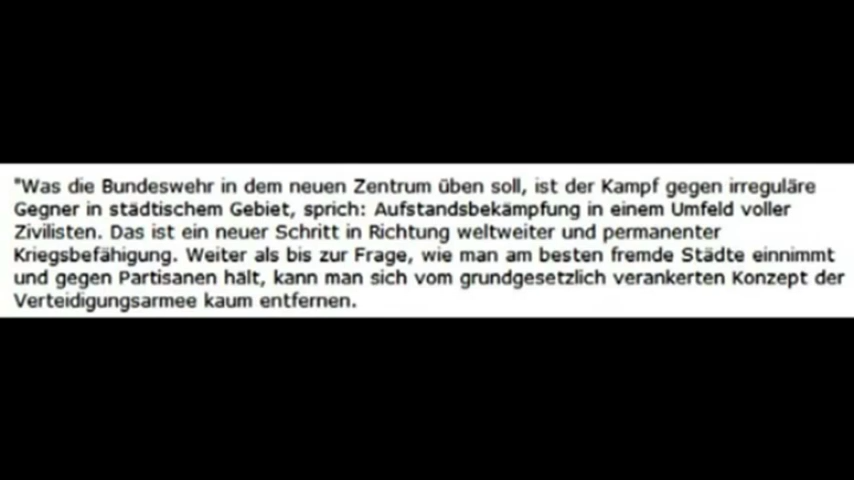 "Was die Bundeswehr in dem neuen Zentrum üben soll, ist der Kampf gegen irreguläre
Gegner in städtischem Gebiet, sprich: Aufstandsbekämpfung in einem Umfeld voller
Zivilisten. Das ist ein neuer Schritt in Richtung weltweiter und permanenter
Kriegsbefähigung. Weiter als bis zur Frage, wie man am besten fremde Städte einnimmt
und gegen Partisanen hält, kann man sich vom grundgesetzlich verankerten Konzept der
Verteidigungsarmee kaum entfernen.